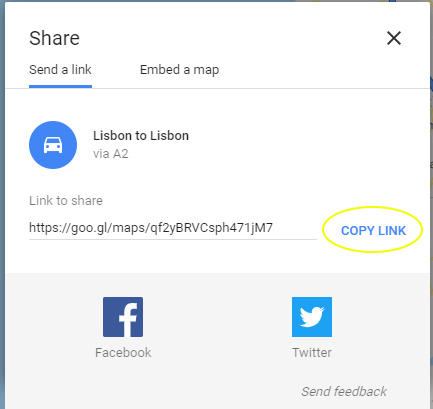 Share
Send a link Embed a map
Lisbon to Lisbon
via A2
Link to share
https://goo.gl/maps/qf2yBRVCsph471jM7
COPY LINK
Facebook Twitter
Send feedback